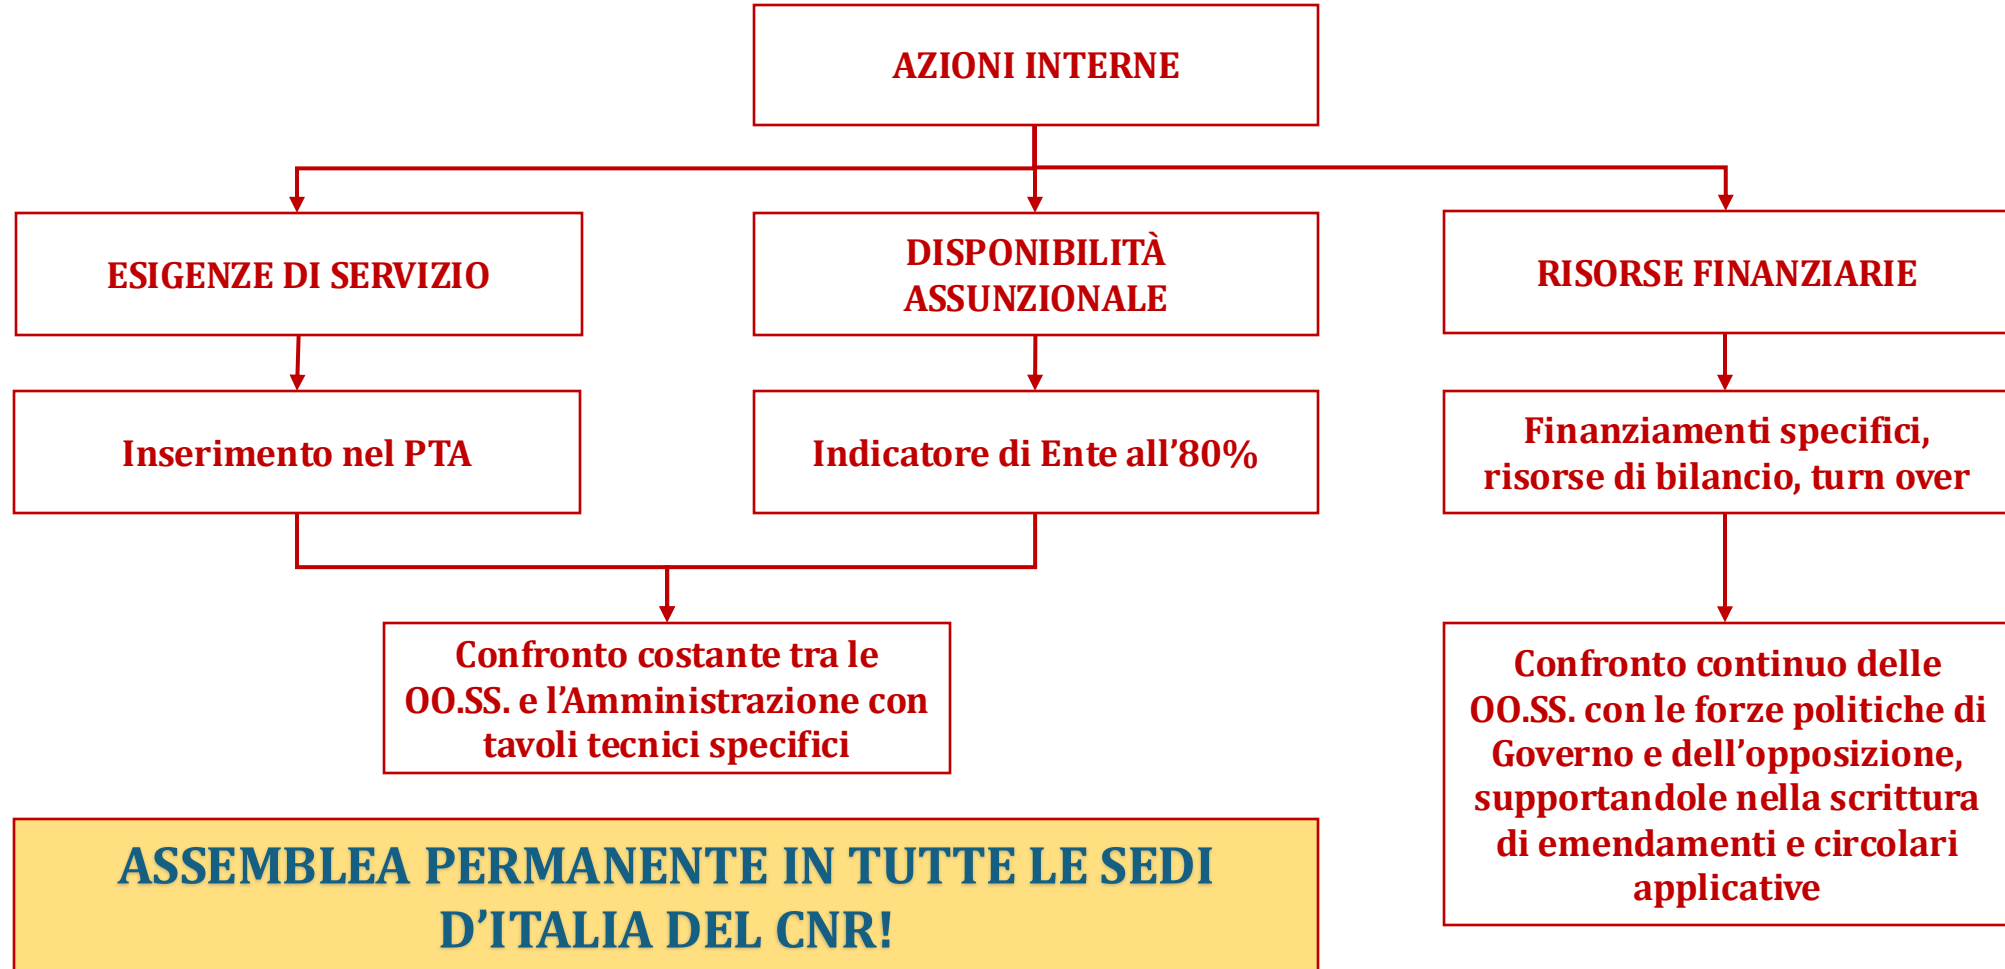 AZIONI INTERNE
ESIGENZE DI SERVIZIO
DISPONIBILITÀ
ASSUNZIONALE
RISORSE FINANZIARIE
Inserimento nel PTA
Indicatore di Ente all’80%
Finanziamenti specifici,
risorse di bilancio, turn over
Confronto costante tra le
OO.SS. e l’Amministrazione con
tavoli tecnici specifici
Confronto continuo delle
OO.SS. con le forze politiche di
Governo e dell’opposizione,
supportandole nella scrittura
di emendamenti e circolari
applicative
ASSEMBLEA PERMANENTE IN TUTTE LE SEDI
D’ITALIA DEL CNR!